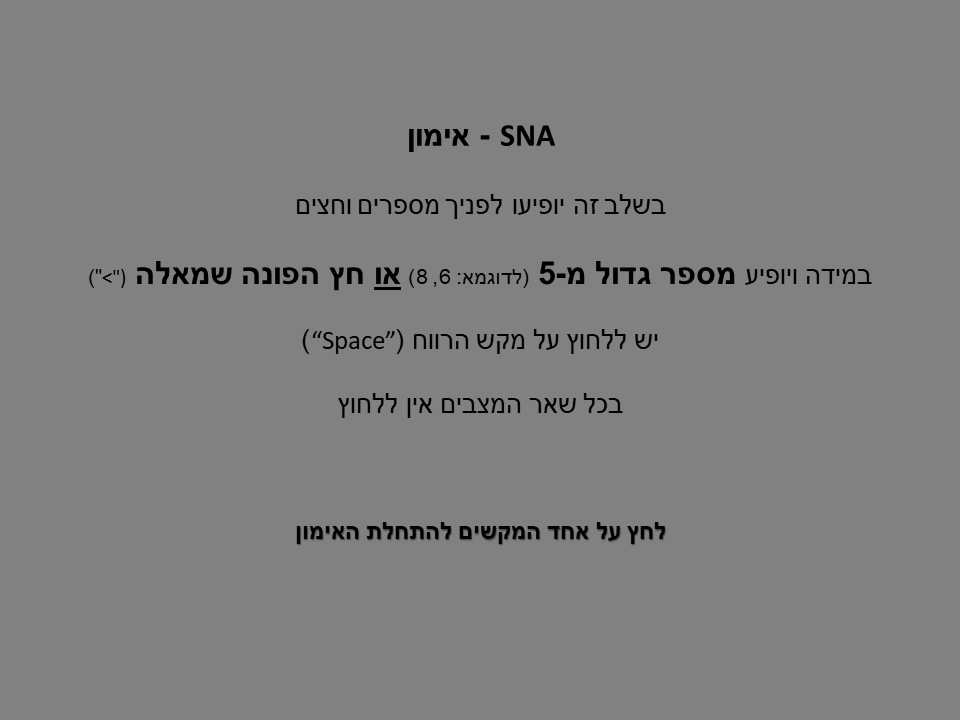 SNA - אימון
בשלב זה יופיעו לפניך מספרים וחצים
במידה ויופיע מספר גדול מ-5 (לדוגמא: 6, 8) או חץ הפונה שמאלה ("<")
יש ללחוץ על מקש הרווח (“Space”)
בכל שאר המצבים אין ללחוץ
לחץ על אחד המקשים להתחלת האימון